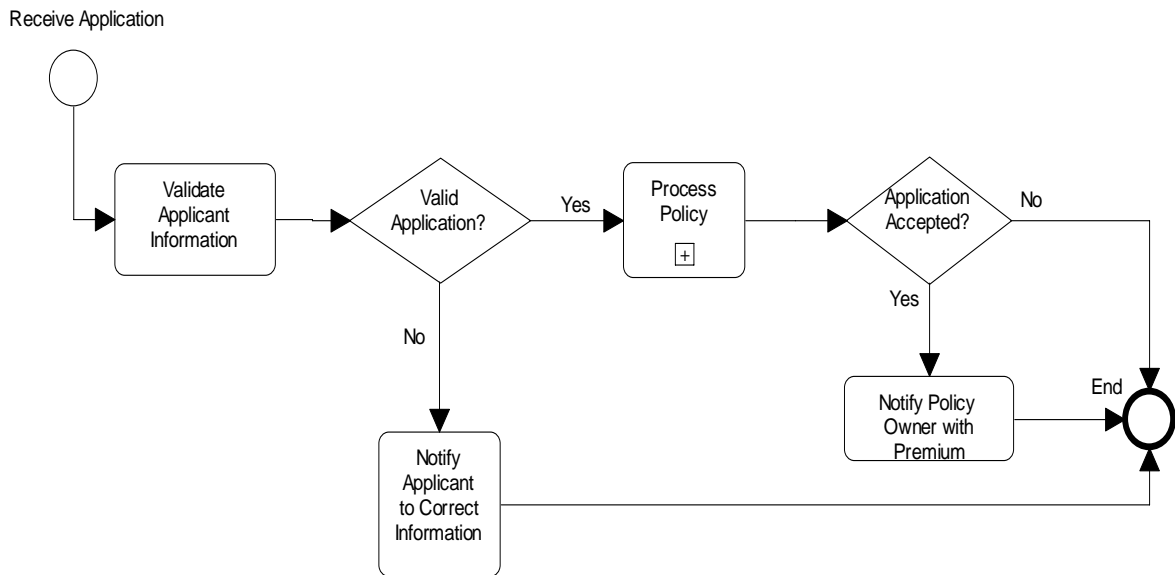 Receive Application
Validate
Applicant
Information
Valid
Application?
Yes
No
Process
Policy
+
Application
Accepted?
No
Yes
Notify Policy
Owner with
Premium
End
Notify
Applicant
to Correct
Information